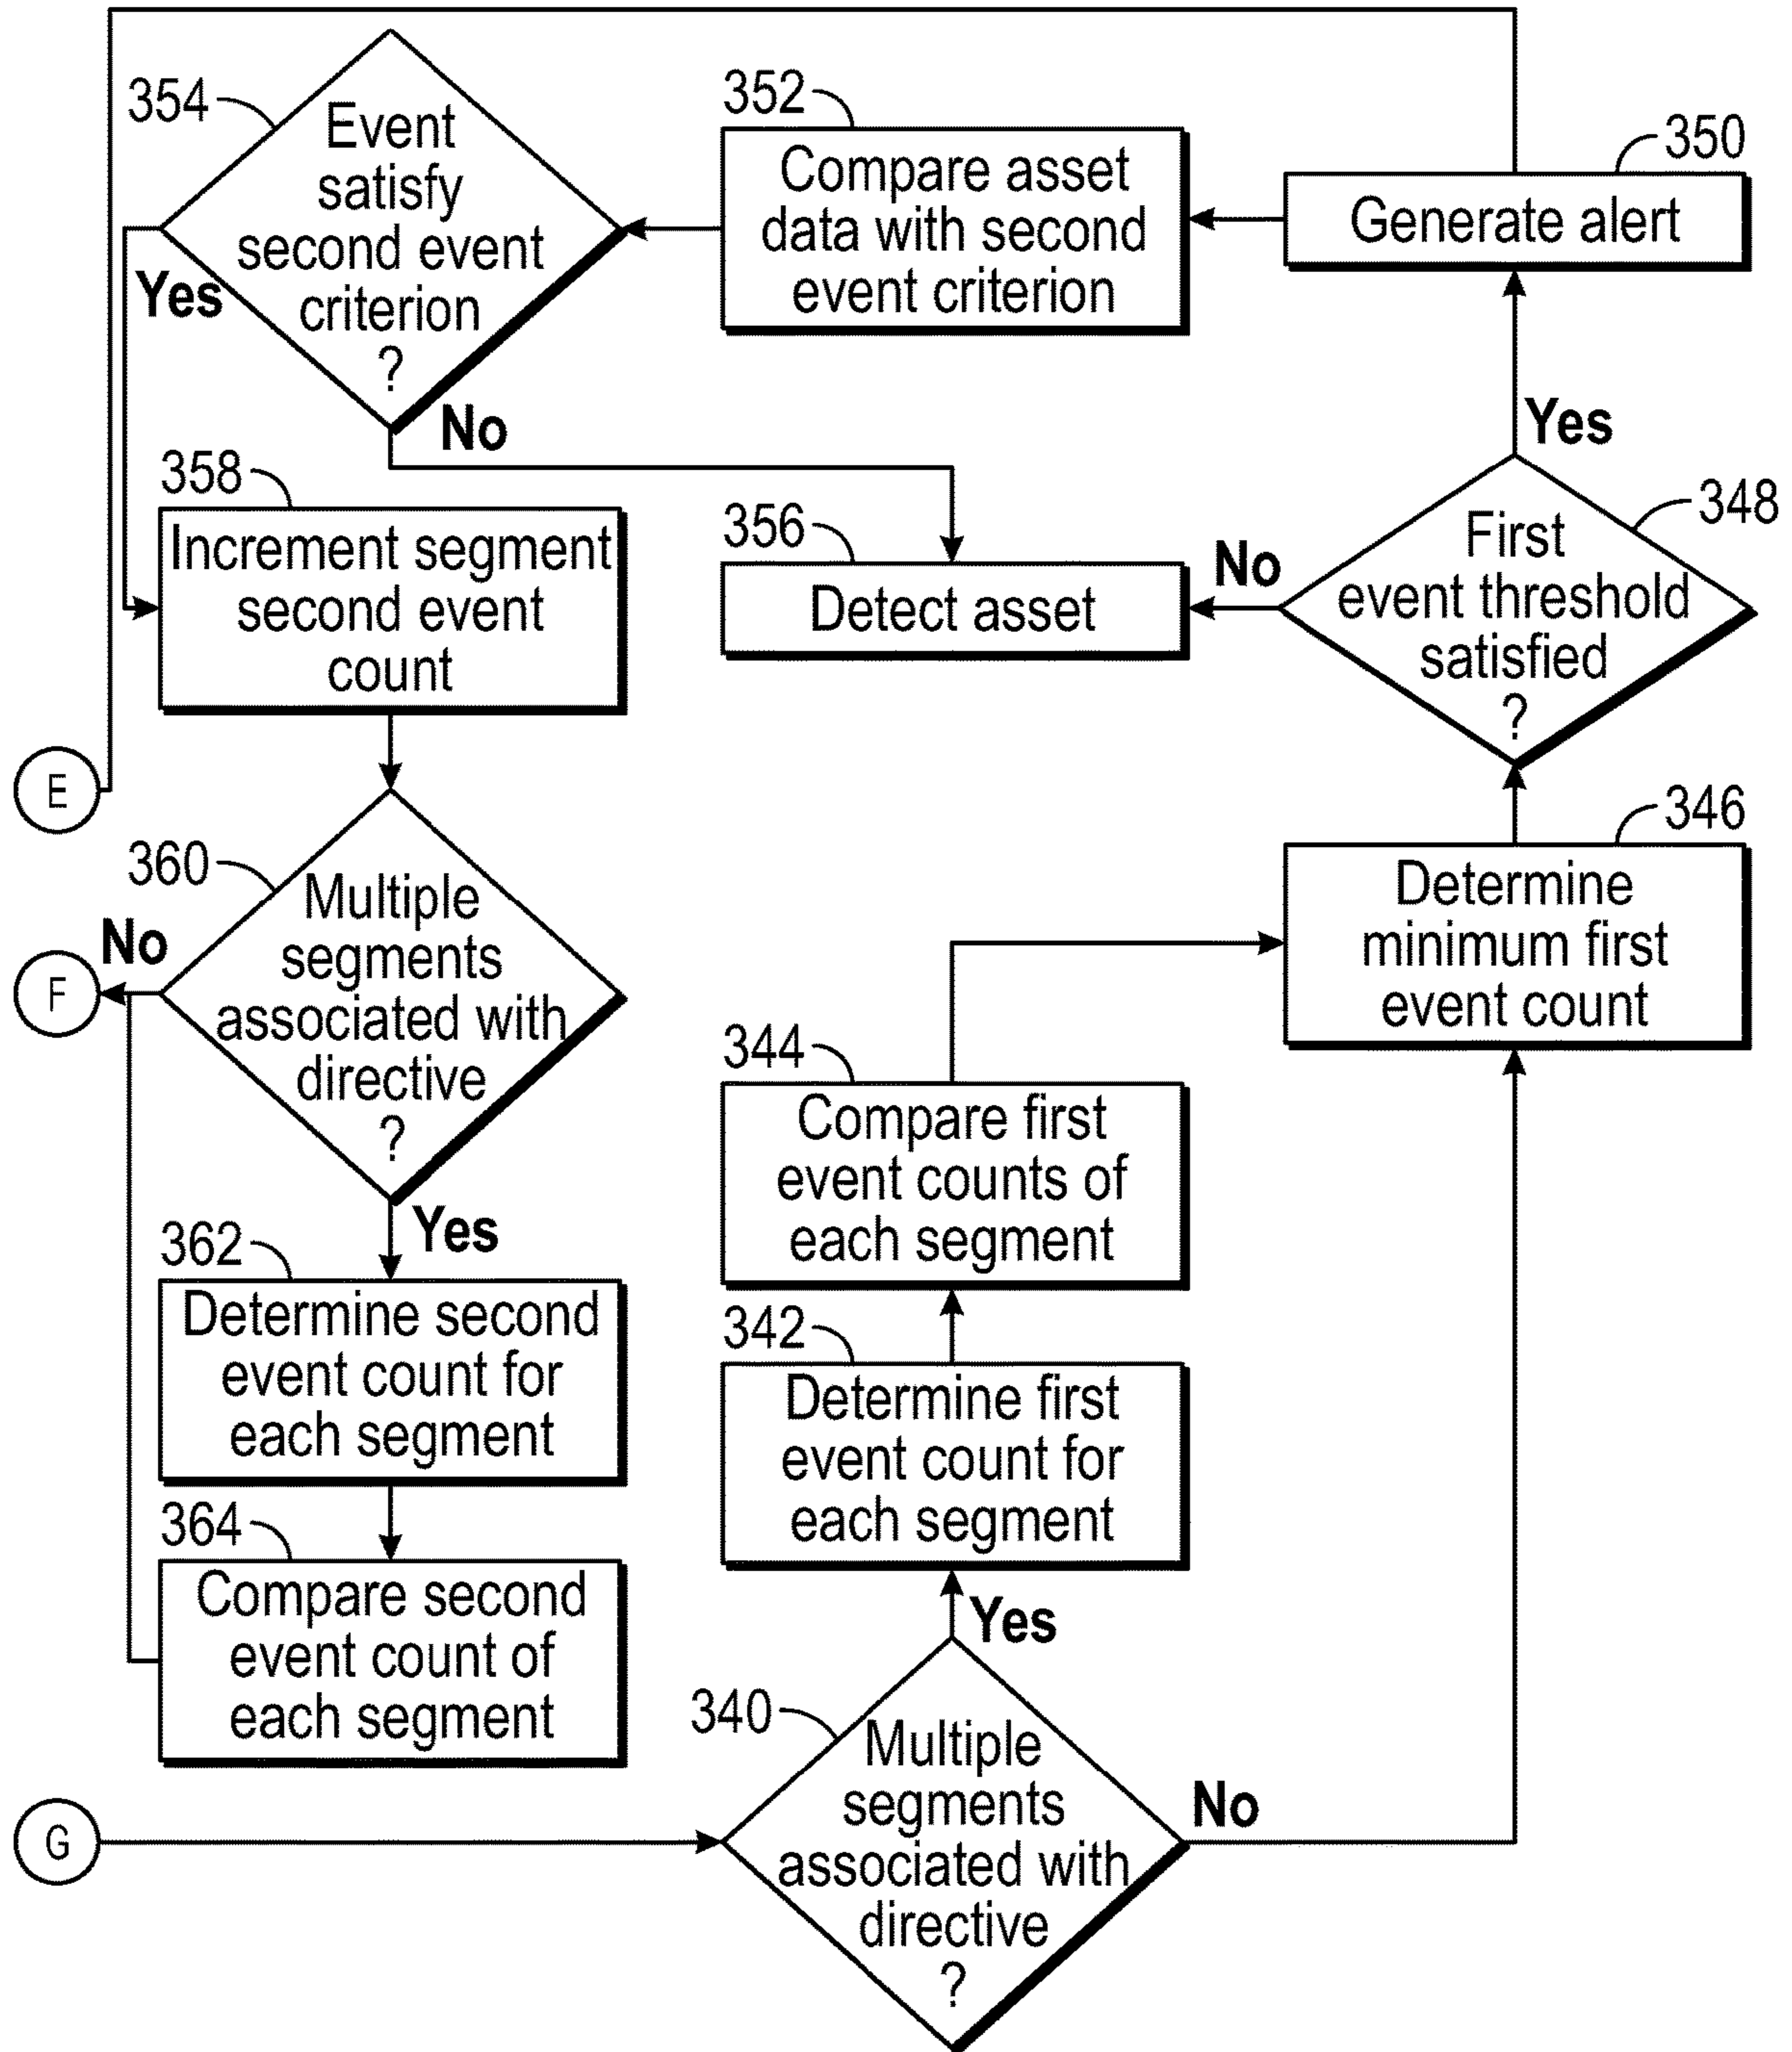 354
Event
satisfy
second event
criterion
?
Yes
No
352
Compare asset
data with second
event criterion
350
Generate alert
Yes
358
Increment segment
second event
count
356
Detect asset
No
348
First
event threshold
satisfied
?
E
360
Multiple
segments
associated with
directive
?
No
F
Yes
346
Determine
minimum first
event count
344
Compare first
event counts of
each segment
362
Determine second
event count for
each segment
342
Determine first
event count for
each segment
364
Compare second
event count of
each segment
Yes
340
Multiple
segments
associated with
directive
?
No
G